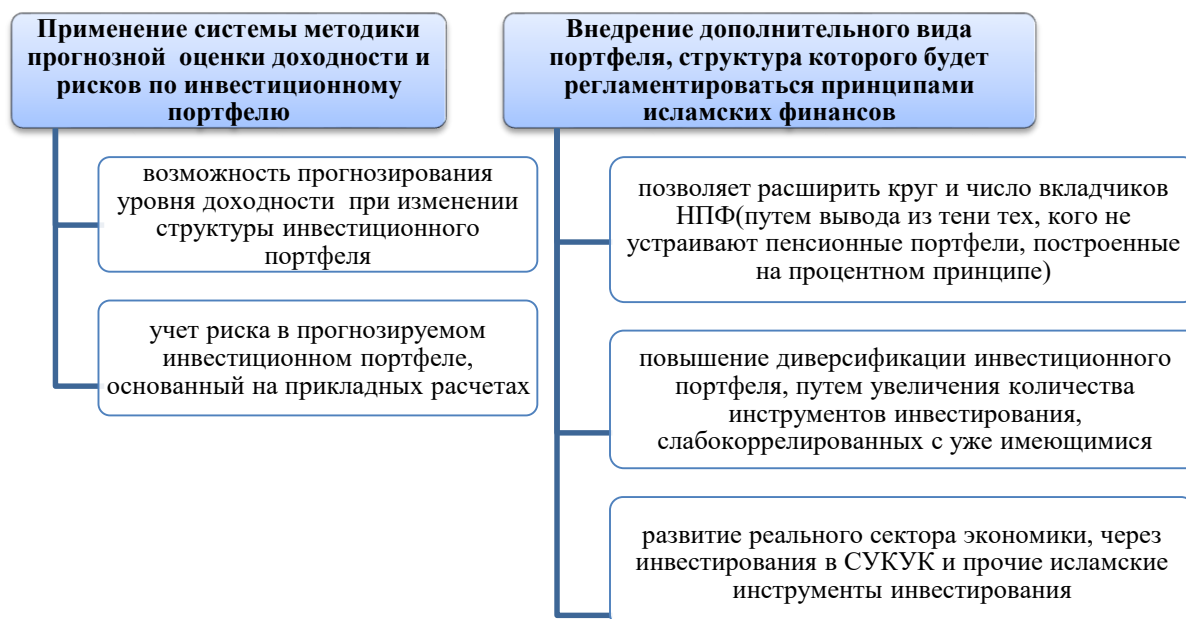 Применение системы методики
прогнозной оценки доходности и
рисков по инвестиционному
портфелю
возможность прогнозирования
уровня доходности при изменении
структуры инвестиционного
портфеля
учет риска в прогнозируемом
инвестиционном портфеле,
основанный на прикладных расчетах
Внедрение дополнительного вида
портфеля, структура которого будет
регламентироваться принципами
исламских финансов
позволяет расширить круг и число вкладчиков
НПФ(путем вывода из тени тех, кого не
устраивают пенсионные портфели, построенные
на процентном принципе)
повышение диверсификации инвестиционного
портфеля, путем увеличения количества
инструментов инвестирования,
слабокоррелированных с уже имеющимися
развитие реального сектора экономики, через
инвестирования в СУКУК и прочие исламские
инструменты инвестирования